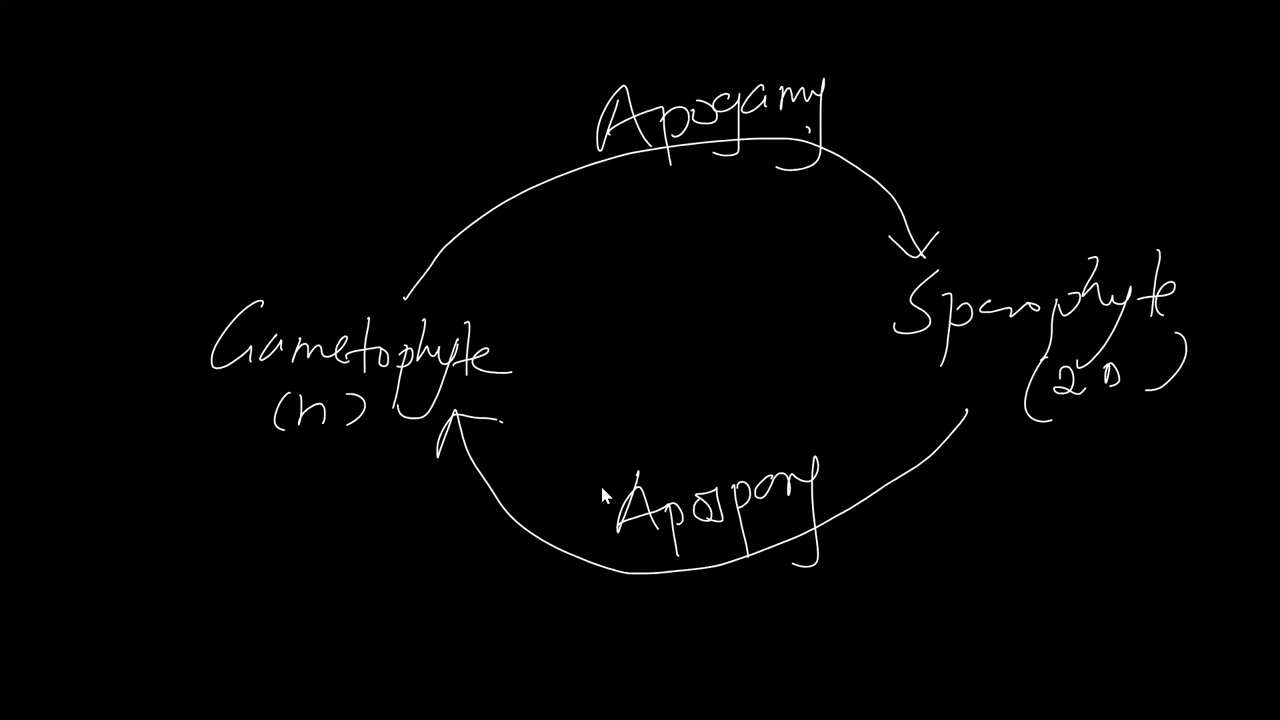 Apogamy
Gametophyte
(n)
Sporophyte
(2n)
Apospory